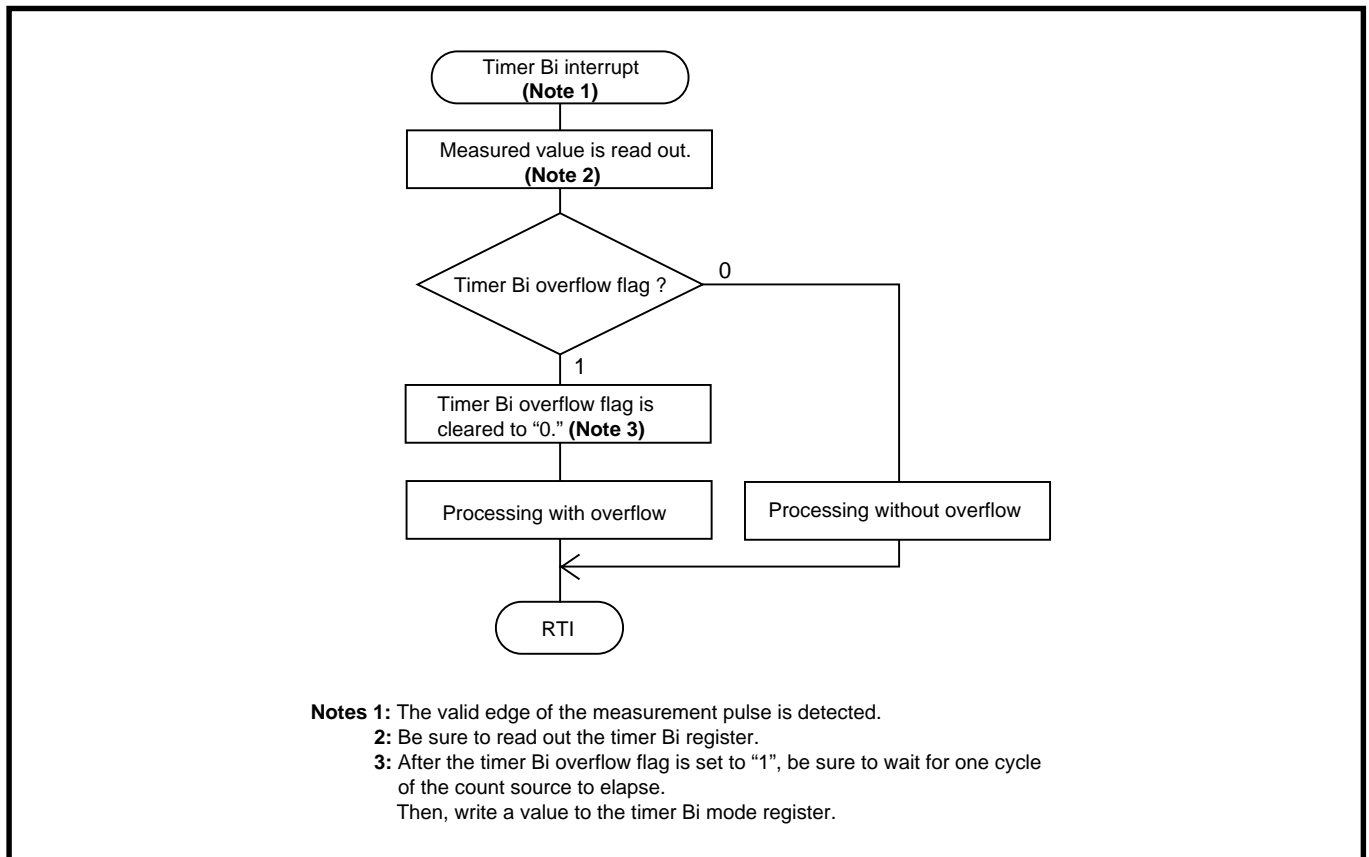 Timer Bi interrupt
(Note 1)
Measured value is read out.
(Note 2)
Timer Bi overflow flag ?
0
1
Timer Bi overflow flag is
cleared to “0.” (Note 3)
Processing with overflow
Processing without overflow
RTI
Notes 1: The valid edge of the measurement pulse is detected.
2: Be sure to read out the timer Bi register.
3: After the timer Bi overflow flag is set to “1”, be sure to wait for one cycle
of the count source to elapse.
Then, write a value to the timer Bi mode register.